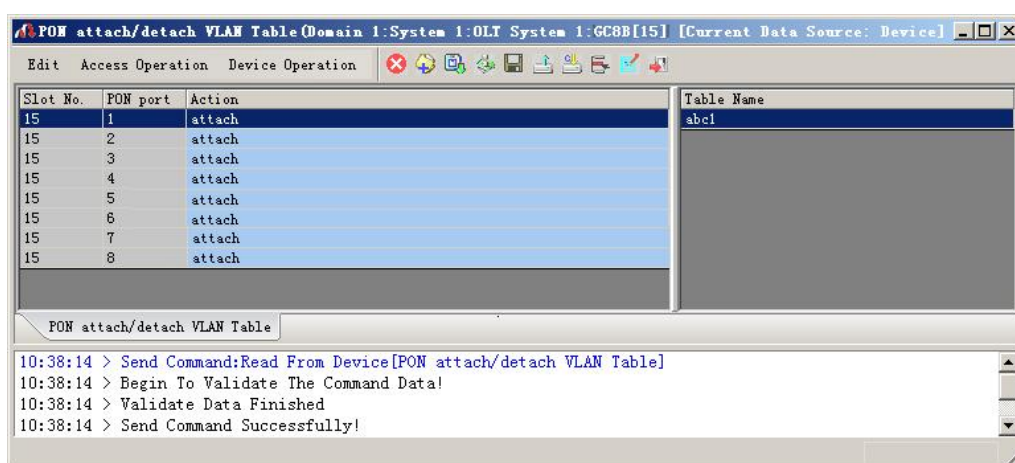 PON attach/detach VLAN Table(Domain 1:System 1:OLT System 1:GC8B[15] [Current Data Source: Device]
Edit Access Operation Device Operation
Slot No. PON port Action Table Name
15 1 attach abc1
15 2 attach
15 3 attach
15 4 attach
15 5 attach
15 6 attach
15 7 attach
15 8 attach
PON attach/detach VLAN Table
10:38:14 > Send Command:Read From Device[PON attach/detach VLAN Table]
10:38:14 > Begin To Validate The Command Data!
10:38:14 > Validate Data Finished
10:38:14 > Send Command Successfully!